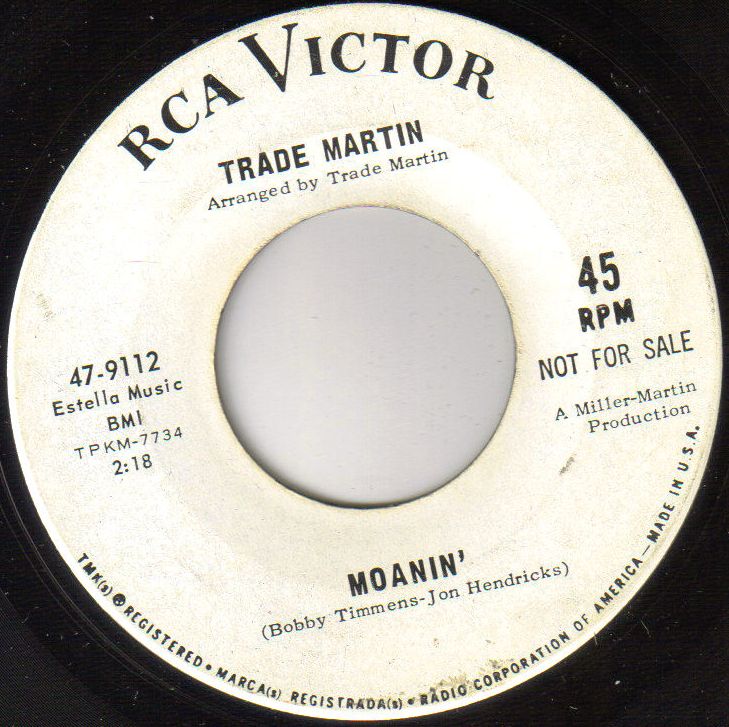 RCA VICTOR
TRADE MARTIN
Arranged by Trade Martin
45
RPM
NOT FOR SALE
A Miller-Martin
Production
47-9112
Estella Music
BMI
TPKM-7734
2:18
MOANIN'
(Bobby Timmens-Jon Hendricks)
TMK(s) ® REGISTERED • MARCA(s) REGISTRADA(s) • RADIO CORPORATION OF AMERICA—MADE IN U.S.A.